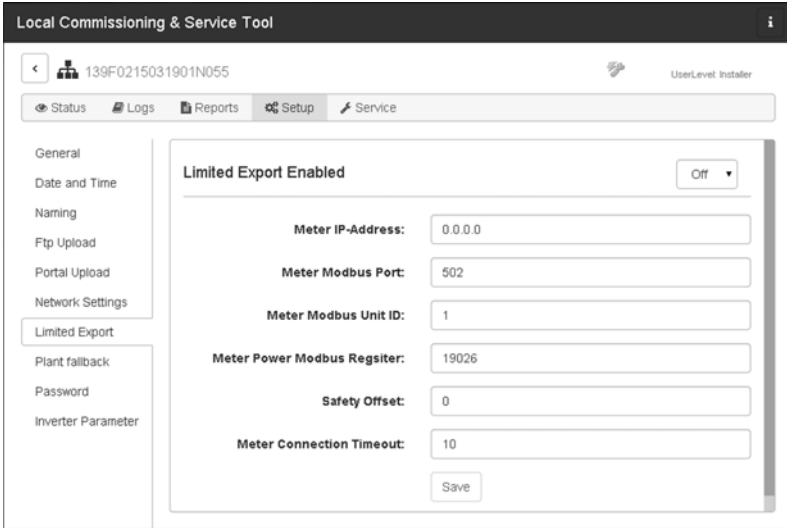 Local Commissioning & Service Tool
i
139F0215031901N055
UserLevel: Installer
Status Logs Reports Setup Service
General
Date and Time
Naming
Ftp Upload
Portal Upload
Network Settings
Limited Export
Plant fallback
Password
Inverter Parameter
Limited Export Enabled Off
Meter IP-Address: 0.0.0.0
Meter Modbus Port: 502
Meter Modbus Unit ID: 1
Meter Power Modbus Regsiter: 19026
Safety Offset: 0
Meter Connection Timeout: 10
Save